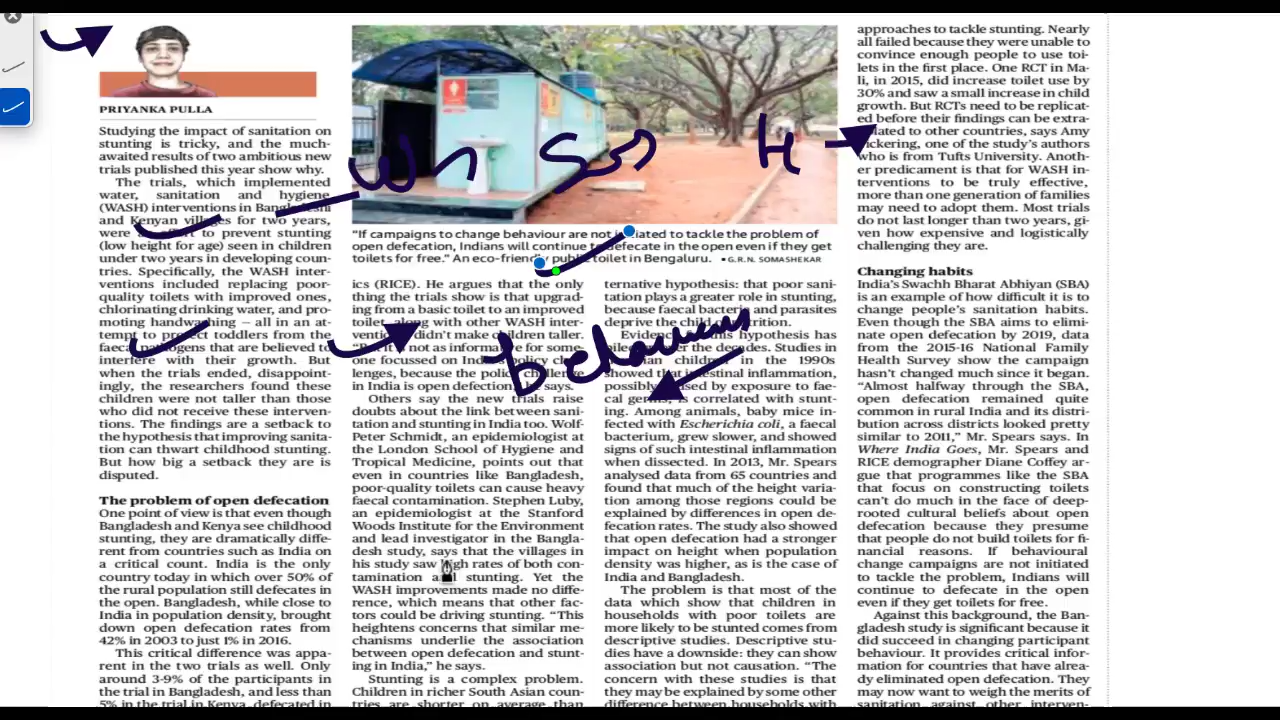 PRIYANKA PULLA
Studying the impact of sanitation on
stunting is tricky, and the much-
awaited results of two ambitious new
trials published this year show why.
The trials, which implemented
water, sanitation and hygiene
(WASH) interventions in Bangladeshi
and Kenyan villages for two years,
were
to prevent stunting
(low height for age) seen in children
under two years in developing coun-
tries. Specifically, the WASH inter-
ventions included replacing poor-
quality toilets with improved ones,
chlorinating drinking water, and pro-
moting handwashing – all in an at-
tempt to protect toddlers from the
faecal pathogens that are believed to
interfere with their growth. But
when the trials ended, disappoint-
ingly, the researchers found these
children were not taller than those
who did not receive these interven-
tions. The findings are a setback to
the hypothesis that improving sanita-
tion can thwart childhood stunting.
But how big a setback they are is
disputed.
The problem of open defecation
One point of view is that even though
Bangladesh and Kenya see childhood
stunting, they are dramatically diffe-
rent from countries such as India on
a critical count. India is the only
country today in which over 50% of
the rural population still defecates in
the open. Bangladesh, while close to
India in population density, brought
down open defecation rates from
42% in 2003 to just 1% in 2016.
This critical difference was appa-
rent in the two trials as well. Only
around 3-9% of the participants in
the trial in Bangladesh, and less than
5% in the trial in Kenya, defecated in
"If campaigns to change behaviour are not initiated to tackle the problem of
open defecation, Indians will continue to defecate in the open even if they get
toilets for free." An eco-friendly public toilet in Bengaluru. • G.R.N. SOMASHEKAR
ics (RICE). He argues that the only
thing the trials show is that upgrad-
ing from a basic toilet to an improved
toilet, along with other WASH inter-
ventions, didn't make children taller.
not as informative for some-
one focussed on India's policy chal-
lenges, because the policy challenge
in India is open defection," he says.
Others say the new trials raise
doubts about the link between sani-
tation and stunting in India too. Wolf-
Peter Schmidt, an epidemiologist at
the London School of Hygiene and
Tropical Medicine, points out that
even in countries like Bangladesh,
poor-quality toilets can cause heavy
faecal contamination. Stephen Luby,
an epidemiologist at the Stanford
Woods Institute for the Environment
and lead investigator in the Bangla-
desh study, says that the villages in
his study saw high rates of both con-
tamination and stunting. Yet the
WASH improvements made no diffe-
rence, which means that other fac-
tors could be driving stunting. "This
heightens concerns that similar me-
chanisms underlie the association
between open defecation and stunt-
ing in India," he says.
Stunting is a complex problem.
Children in richer South Asian coun-
tries are shorter on average than
ternative hypothesis: that poor sani-
tation plays a greater role in stunting,
because faecal bacteria and parasites
deprive the child of nutrition.
Evidence for this hypothesis has
piled over the decades. Studies in
children in the 1990s
showed that intestinal inflammation,
possibly caused by exposure to fae-
cal germs, is correlated with stunt-
ing. Among animals, baby mice in-
fected with Escherichia coli, a faecal
bacterium, grew slower, and showed
signs of such intestinal inflammation
when dissected. In 2013, Mr. Spears
analysed data from 65 countries and
found that much of the height varia-
tion among those regions could be
explained by differences in open de-
fecation rates. The study also showed
that open defecation had a stronger
impact on height when population
density was higher, as is the case of
India and Bangladesh.
The problem is that most of the
data which show that children in
households with poor toilets are
more likely to be stunted comes from
descriptive studies. Descriptive stu-
dies have a downside: they can show
association but not causation. "The
concern with these studies is that
they may be explained by some other
difference between households with
approaches to tackle stunting. Nearly
all failed because they were unable to
convince enough people to use toi-
lets in the first place. One RCT in Ma-
li, in 2015, did increase toilet use by
30% and saw a small increase in child
growth. But RCTs need to be replicat-
ed before their findings can be extra-
polated to other countries, says Amy
Pickering, one of the study's authors
who is from Tufts University. Anoth-
er predicament is that for WASH in-
terventions to be truly effective,
more than one generation of families
may need to adopt them. Most trials
do not last longer than two years, gi-
ven how expensive and logistically
challenging they are.
Changing habits
India's Swachh Bharat Abhiyan (SBA)
is an example of how difficult it is to
change people's sanitation habits.
Even though the SBA aims to elimi-
nate open defecation by 2019, data
from the 2015-16 National Family
Health Survey show the campaign
hasn't changed much since it began.
"Almost halfway through the SBA,
open defecation remained quite
common in rural India and its distri-
bution across districts looked pretty
similar to 2011," Mr. Spears says. In
Where India Goes, Mr. Spears and
RICE demographer Diane Coffey ar-
gue that programmes like the SBA
that focus on constructing toilets
can't do much in the face of deep-
rooted cultural beliefs about open
defecation because they presume
that people do not build toilets for fi-
nancial reasons. If behavioural
change campaigns are not initiated
to tackle the problem, Indians will
continue to defecate in the open
even if they get toilets for free.
Against this background, the Ban-
gladesh study is significant because it
did succeed in changing participant
behaviour. It provides critical infor-
mation for countries that have alrea-
dy eliminated open defecation. They
may now want to weigh the merits of
sanitation against other interven-